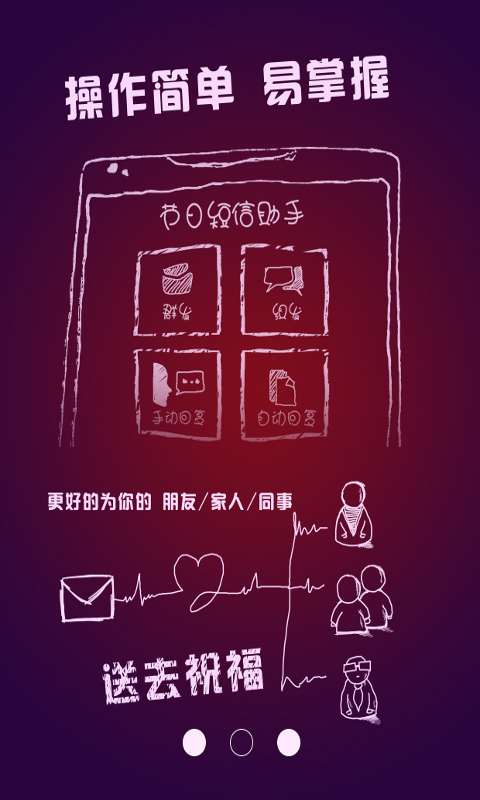 操作简单 易掌握
节日短信助手
群发 组发
手动回复 自动回复
更好的为你的 朋友/家人/同事
送去祝福